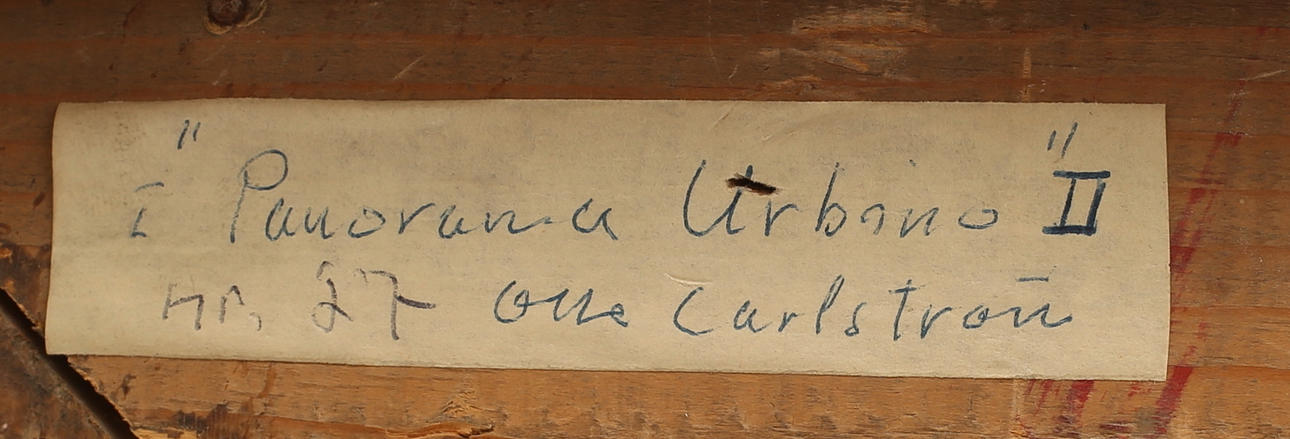 I "Panorama Urbino" II
nr. 27 Olle Carlström